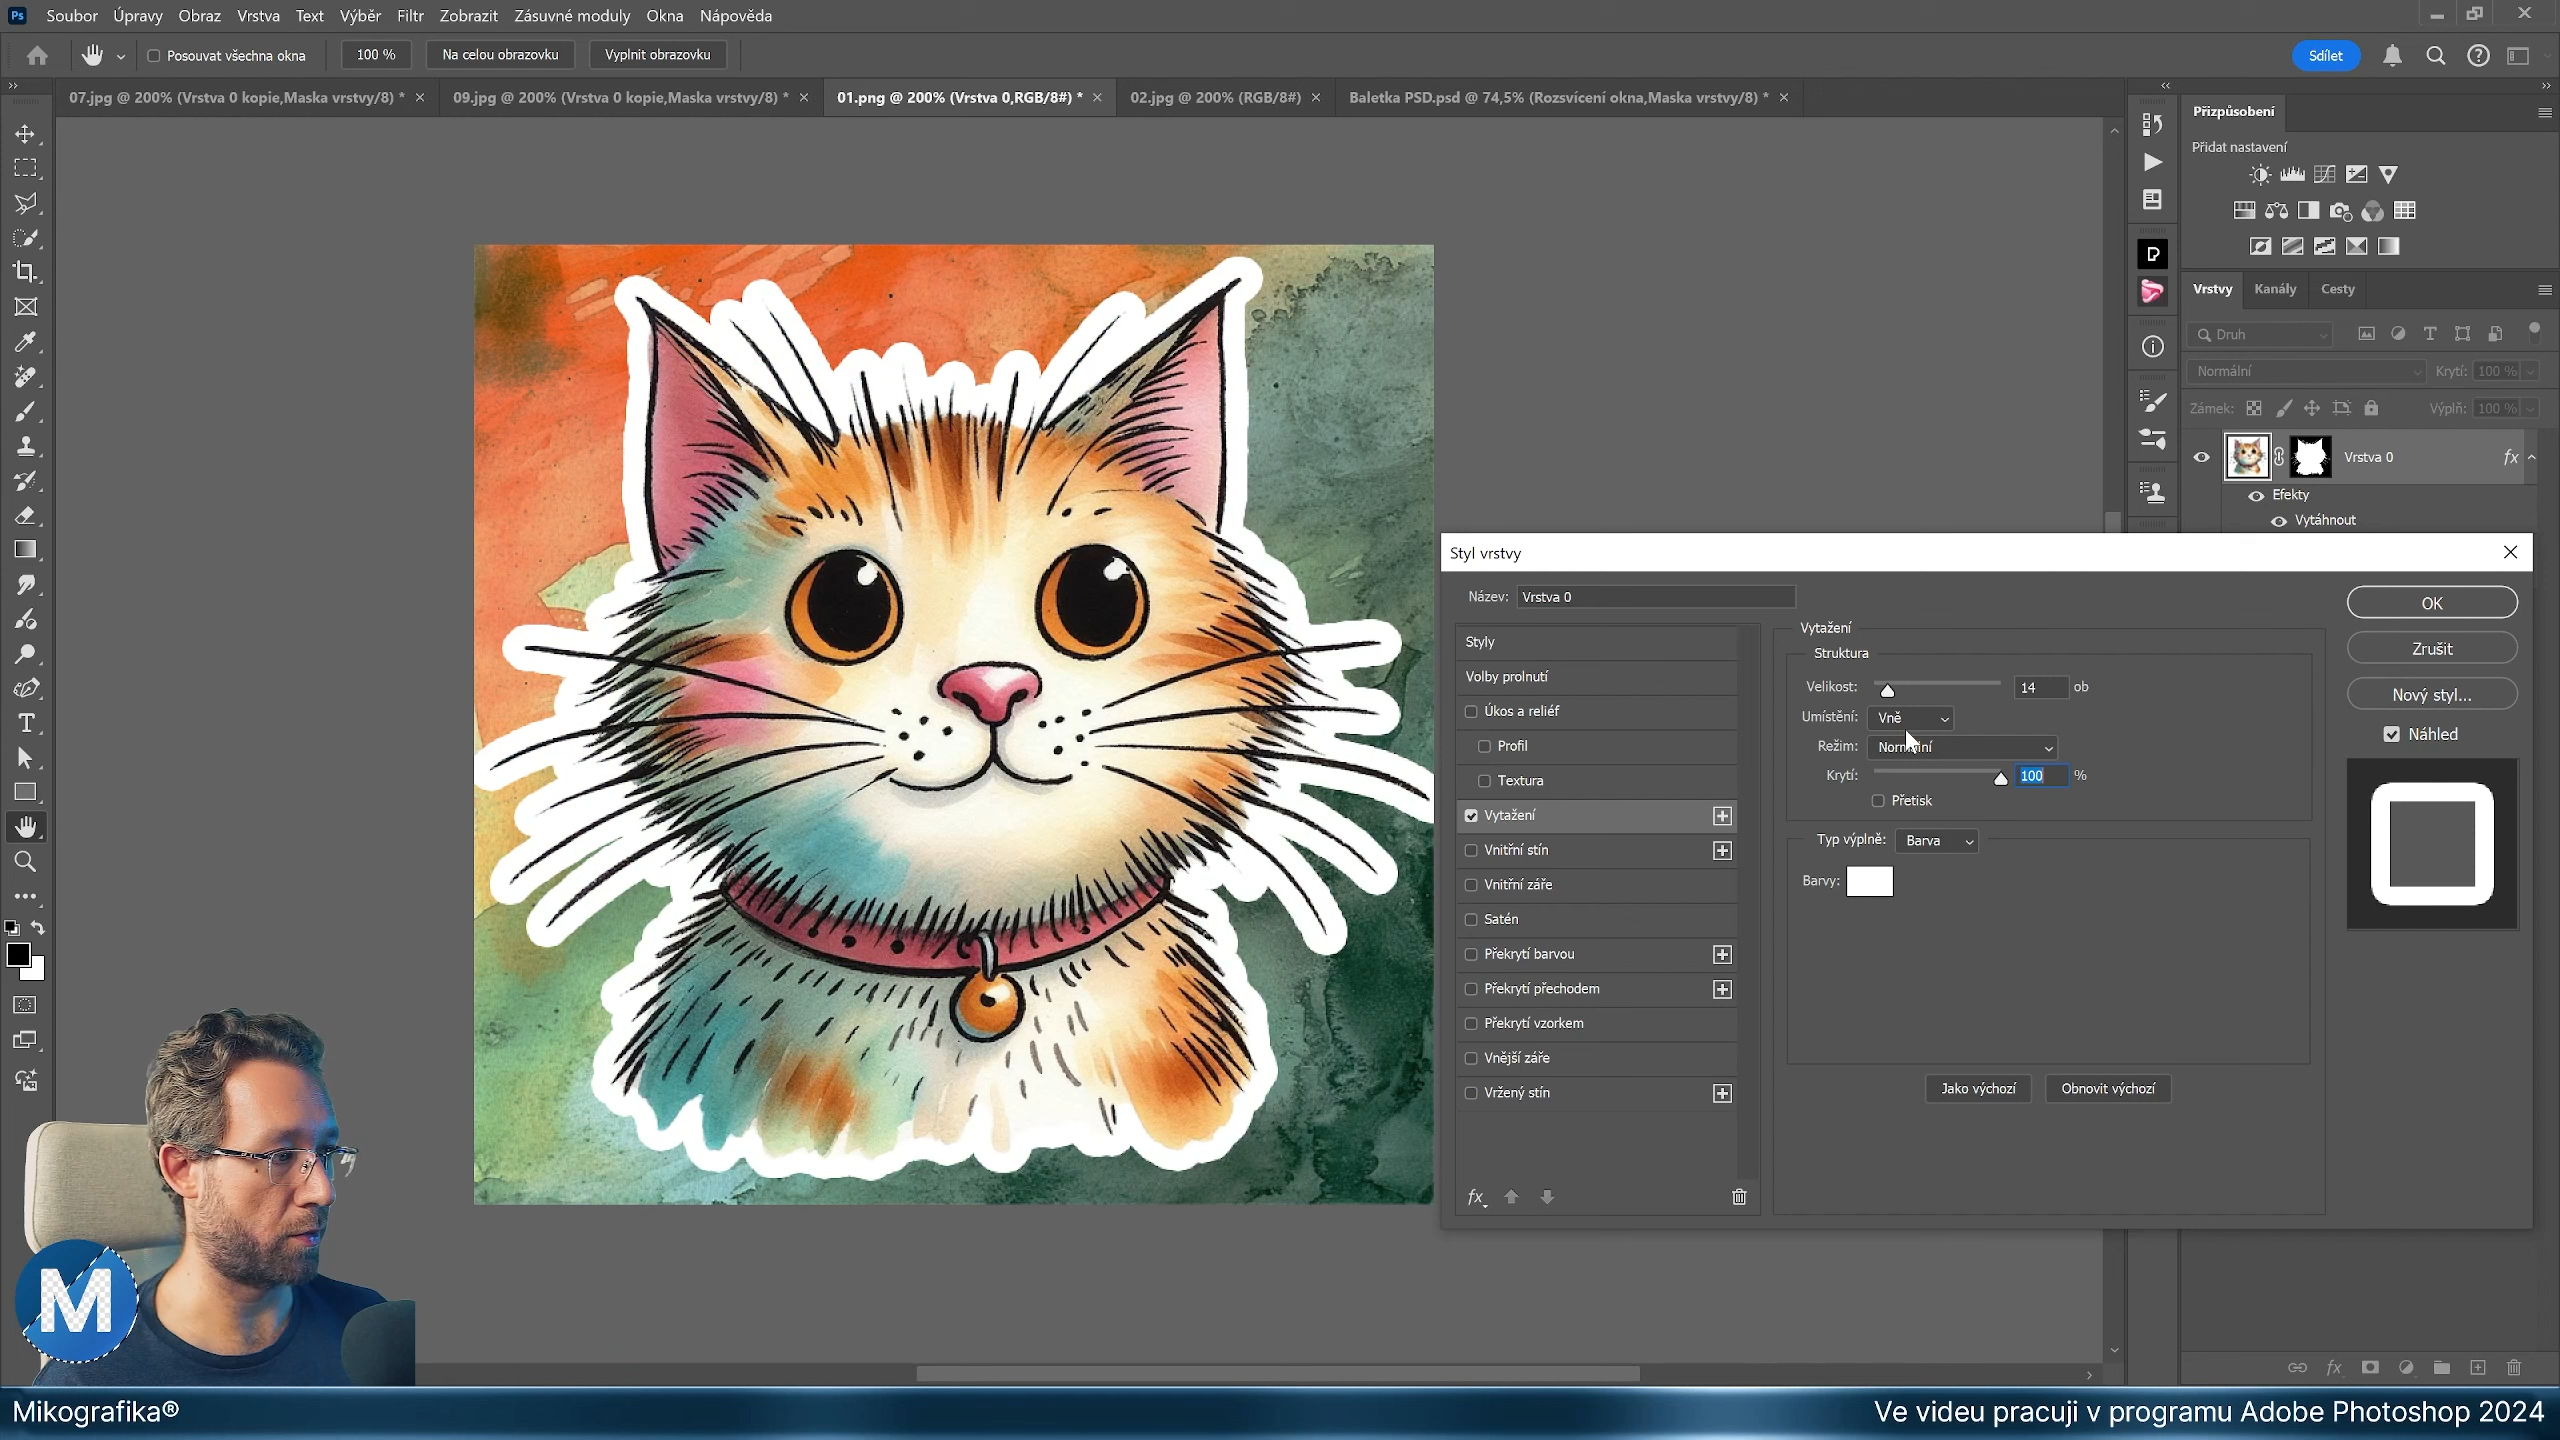 Ps Soubor Úpravy Obraz Vrstva Text Výběr Filtr Zobrazit Zásuvné moduly Okna Nápověda
Posouvat všechna okna 100 % Na celou obrazovku Vyplnit obrazovku Sdílet
07.jpg @ 200% (Vrstva 0 kopie,Maska vrstvy/8) * 09.jpg @ 200% (Vrstva 0 kopie,Maska vrstvy/8) * 01.png @ 200% (Vrstva 0,RGB/8#) * 02.jpg @ 200% (RGB/8#) Baletka PSD.psd @ 74,5% (Rozsvícení okna,Maska vrstvy/8) *
Přizpůsobení
Přidat nastavení
Vrstvy Kanály Cesty
Druh
Normální Krytí: 100 %
Zámek: Výplň: 100 %
Vrstva 0 fx
Efekty
Vytáhnout
Styl vrstvy
Název: Vrstva 0
OK
Zrušit
Nový styl...
Náhled
Styly
Volby prolnutí
Úkos a reliéf
Profil
Textura
Vytažení
Vnitřní stín
Vnitřní záře
Satén
Překrytí barvou
Překrytí přechodem
Překrytí vzorkem
Vnější záře
Vržený stín
fx
Vytažení
Struktura
Velikost: 14 ob
Umístění: Vně
Režim: Normální
Krytí: 100 %
Přetisk
Typ výplně: Barva
Barvy:
Jako výchozí Obnovit výchozí
fx
M
Mikografika®
Ve videu pracuji v programu Adobe Photoshop 2024